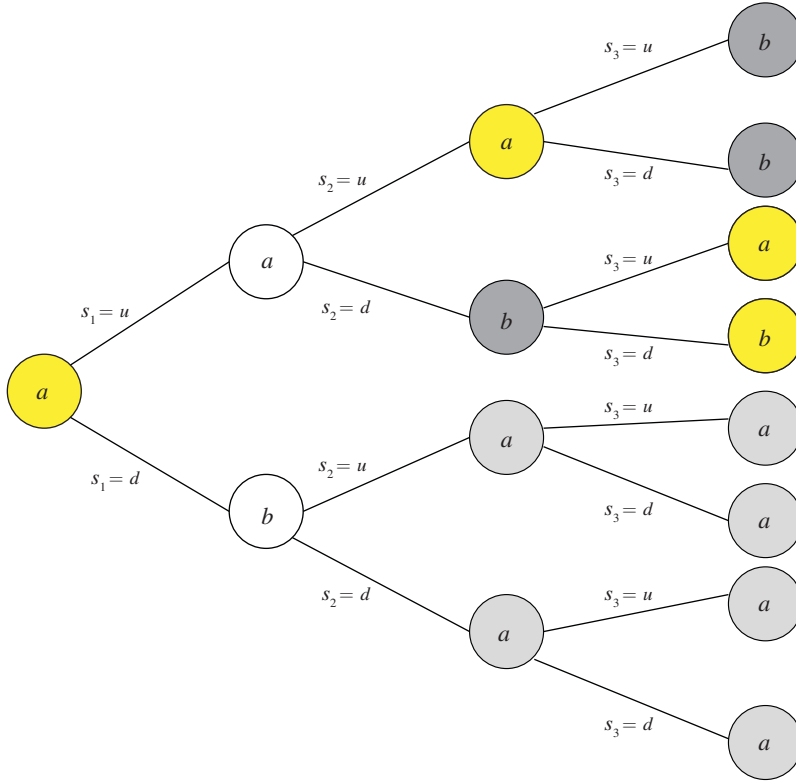 b
s3 = u
a
b
s3 = d
s2 = u
a
a
s3 = u
s2 = d
b
s1 = u
b
s3 = d
a
s3 = u
a
a
s2 = u
s1 = d
b
s3 = d
a
s2 = d
s3 = u
a
a
s3 = d
a